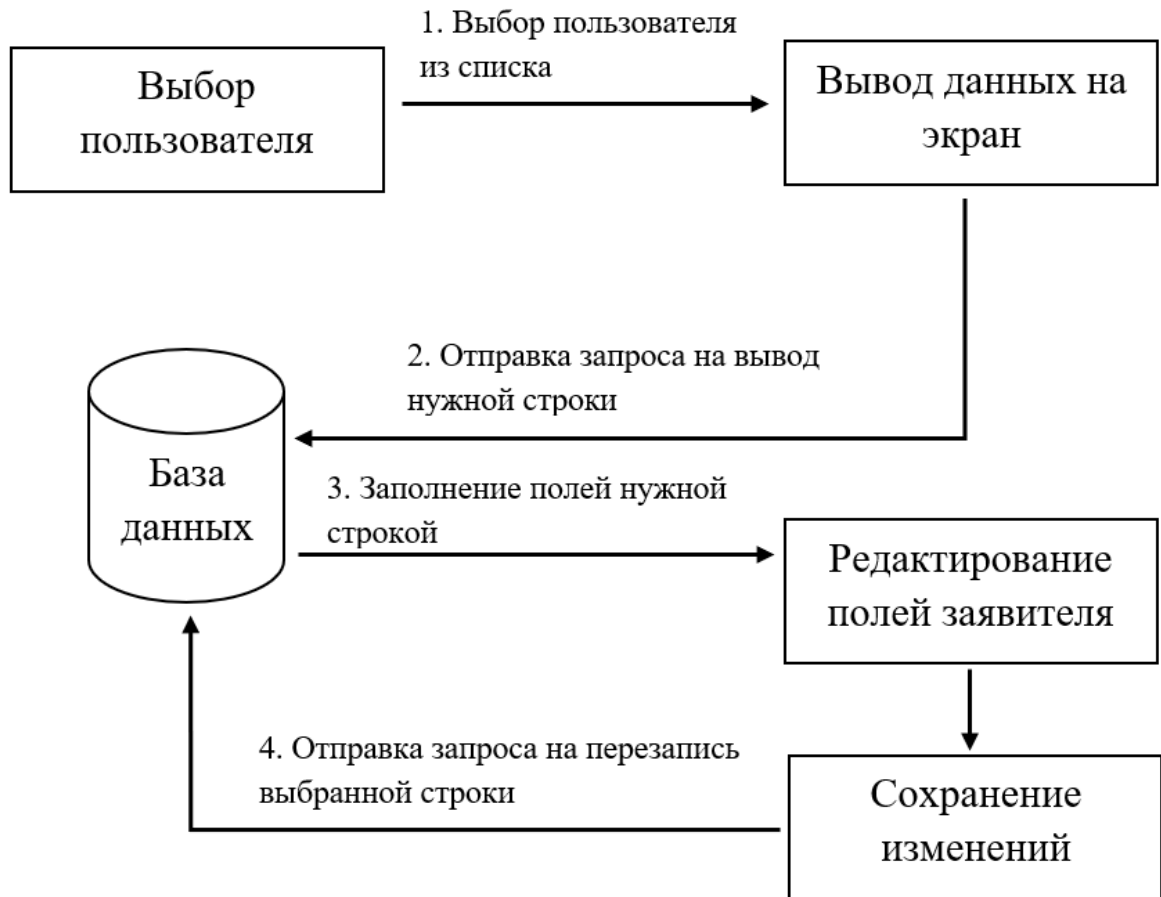 1. Выбор пользователя
из списка
Выбор
пользователя
Вывод данных на
экран
2. Отправка запроса на вывод
нужной строки
База
данных
3. Заполнение полей нужной
строкой
Редактирование
полей заявителя
4. Отправка запроса на перезапись
выбранной строки
Сохранение
изменений